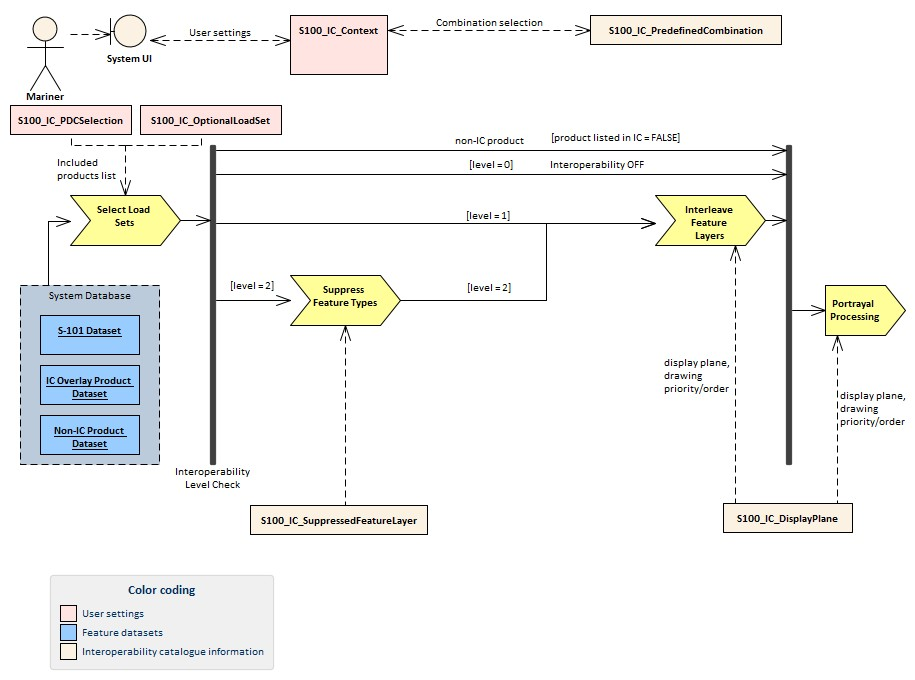 Mariner
System UI
User settings
S100_IC_Context
Combination selection
S100_IC_PredefinedCombination
S100_IC_PDCSelection
S100_IC_OptionalLoadSet
Included
products list
non-IC product
[product listed in IC = FALSE]
[level = 0]
Interoperability OFF
Select Load
Sets
[level = 1]
Interleave
Feature
Layers
[level = 2]
Suppress
Feature Types
[level = 2]
System Database
S-101 Dataset
IC Overlay Product
Dataset
Non-IC Product
Dataset
Portrayal
Processing
display plane,
drawing
priority/order
display plane,
drawing
priority/order
Interoperability
Level Check
S100_IC_SuppressedFeatureLayer
S100_IC_DisplayPlane
Color coding
User settings
Feature datasets
Interoperability catalogue information